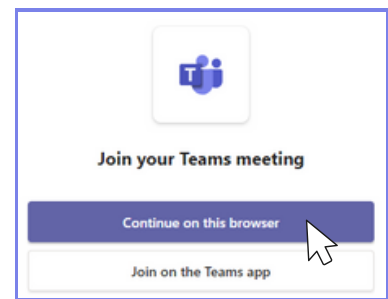 T
Join your Teams meeting
Continue on this browser
Join on the Teams app